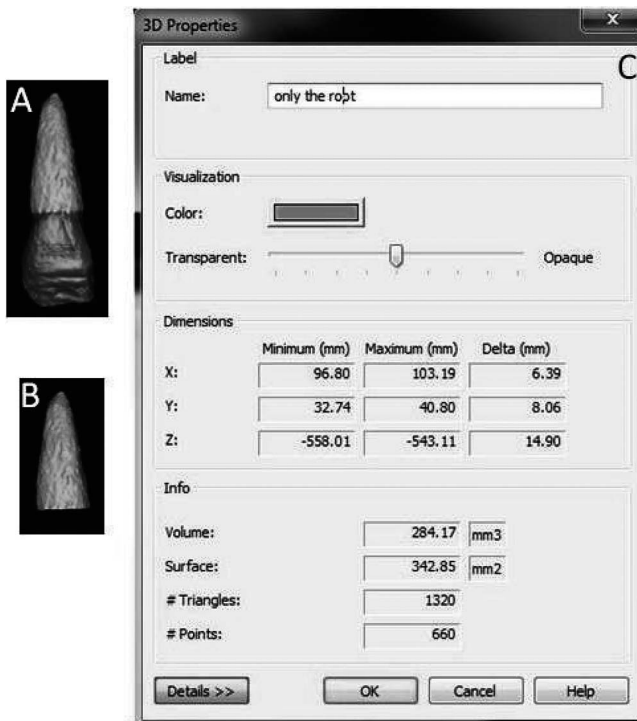 A
B
3D Properties
x
C
Label
Name: only the root
Visualization
Color:
Transparent: Opaque
Dimensions
Minimum (mm) Maximum (mm) Delta (mm)
X: 96.80 103.19 6.39
Y: 32.74 40.80 8.06
Z: -558.01 -543.11 14.90
Info
Volume: 284.17 mm3
Surface: 342.85 mm2
# Triangles: 1320
# Points: 660
Details >> OK Cancel Help